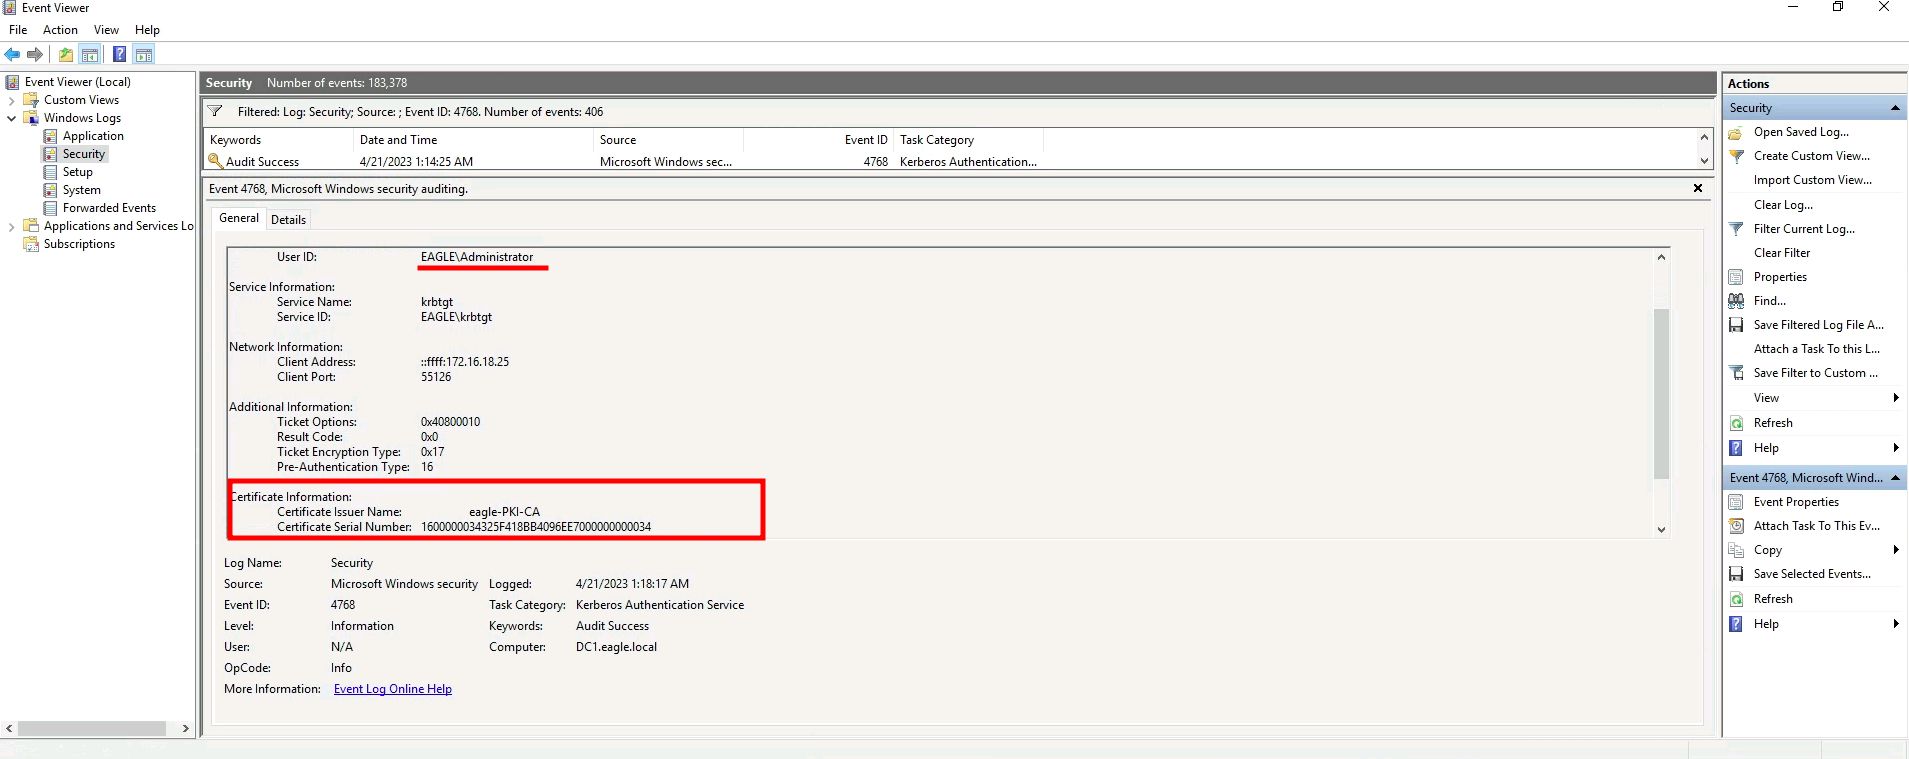 Event Viewer
File Action View Help
Event Viewer (Local)
Custom Views
Windows Logs
Application
Security
Setup
System
Forwarded Events
Applications and Services Lo
Subscriptions
Security Number of events: 183,378
Filtered: Log: Security; Source: ; Event ID: 4768. Number of events: 406
Keywords Date and Time Source Event ID Task Category
Audit Success 4/21/2023 1:14:25 AM Microsoft Windows sec... 4768 Kerberos Authentication...
Event 4768, Microsoft Windows security auditing.
General Details
User ID: EAGLE\Administrator
Service Information:
Service Name: krbtgt
Service ID: EAGLE\krbtgt
Network Information:
Client Address: ::ffff:172.16.18.25
Client Port: 55126
Additional Information:
Ticket Options: 0x40800010
Result Code: 0x0
Ticket Encryption Type: 0x17
Pre-Authentication Type: 16
Certificate Information:
Certificate Issuer Name: eagle-PKI-CA
Certificate Serial Number: 1600000034325F418BB4096EE7000000000034
Log Name: Security
Source: Microsoft Windows security Logged: 4/21/2023 1:18:17 AM
Event ID: 4768 Task Category: Kerberos Authentication Service
Level: Information Keywords: Audit Success
User: N/A Computer: DC1.eagle.local
OpCode: Info
More Information: Event Log Online Help
Actions
Security
Open Saved Log...
Create Custom View...
Import Custom View...
Clear Log...
Filter Current Log...
Clear Filter
Properties
Find...
Save Filtered Log File A...
Attach a Task To this L...
Save Filter to Custom ...
View
Refresh
Help
Event 4768, Microsoft Wind...
Event Properties
Attach Task To This Ev...
Copy
Save Selected Events...
Refresh
Help